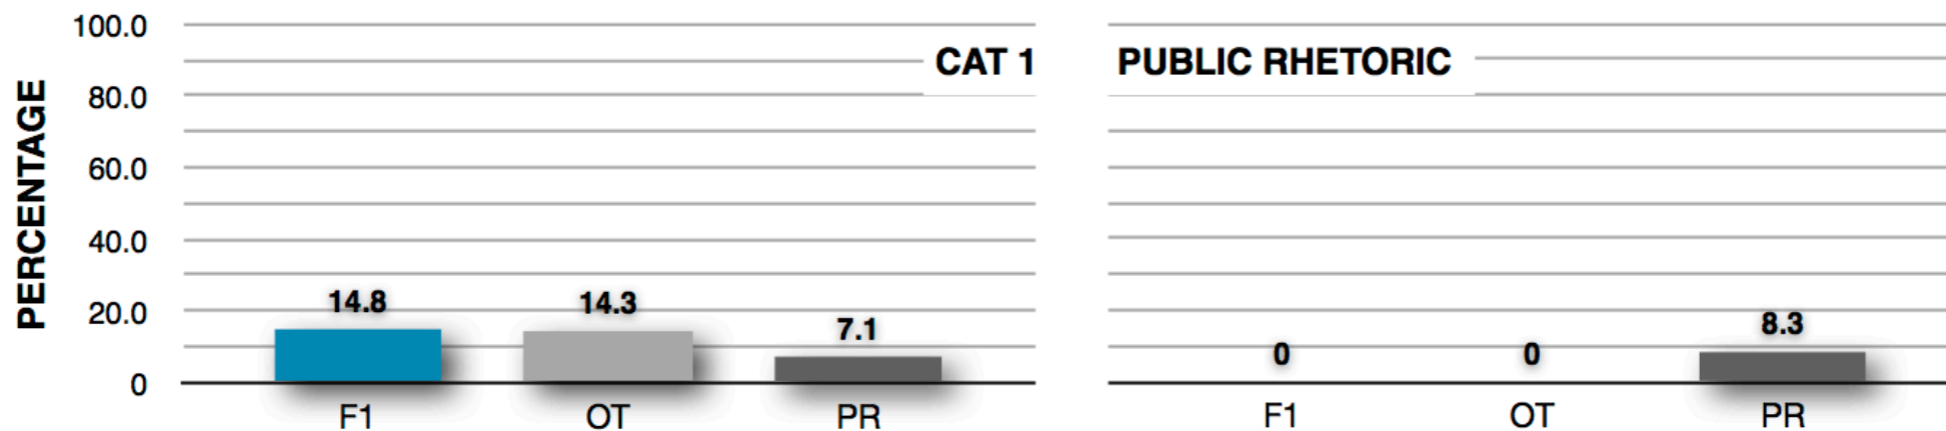 100.0
80.0
60.0
40.0
20.0
0
PERCENTAGE
CAT 1
14.8
14.3
7.1
F1
OT
PR
PUBLIC RHETORIC
0
0
8.3
F1
OT
PR